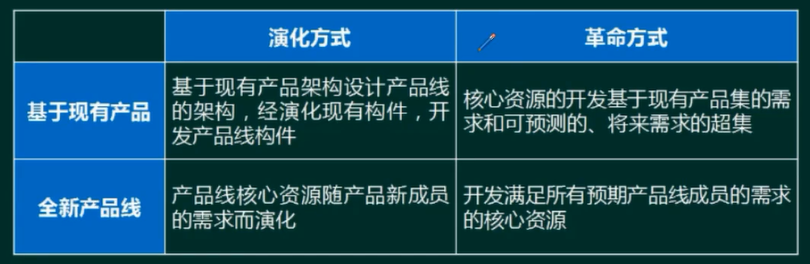 演化方式
革命方式
基于现有产品
基于现有产品架构设计产品线
的架构，经演化现有构件，开
发产品线构件
核心资源的开发基于现有产品集的需
求和可预测的、将来需求的超集
全新产品线
产品线核心资源随产品新成员
的需求而演化
开发满足所有预期产品线成员的需求
的核心资源